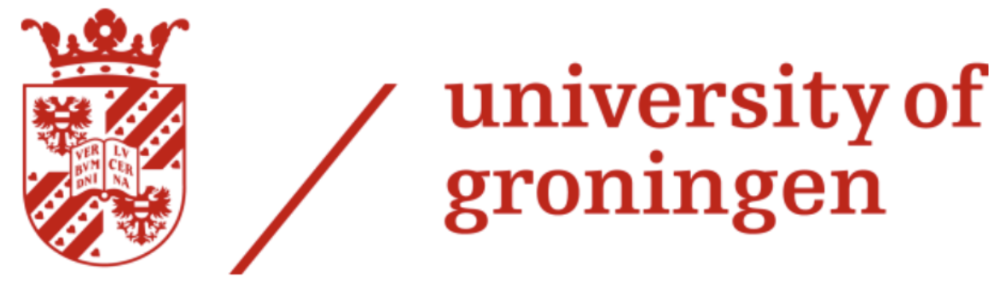 VER LV
BVM CER
DNI NA
university of
groningen